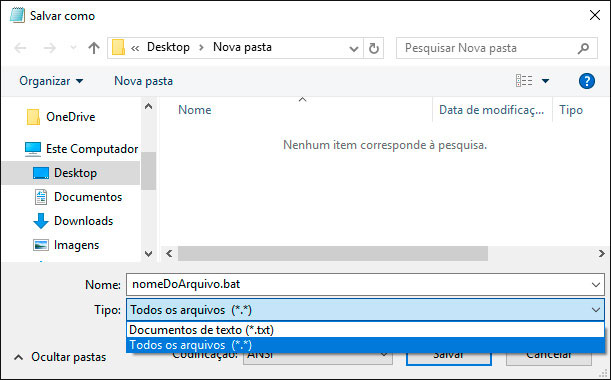 Salvar como
« Desktop > Nova pasta
Pesquisar Nova pasta
Organizar Nova pasta
Nome Data de modificaç... Tipo
Nenhum item corresponde à pesquisa.
OneDrive
Este Computador
Desktop
Documentos
Downloads
Imagens
Nome: nomeDoArquivo.bat
Tipo: Todos os arquivos (*.*)
Documentos de texto (*.txt)
Todos os arquivos (*.*)
Ocultar pastas Codificação: ANSI Salvar Cancelar